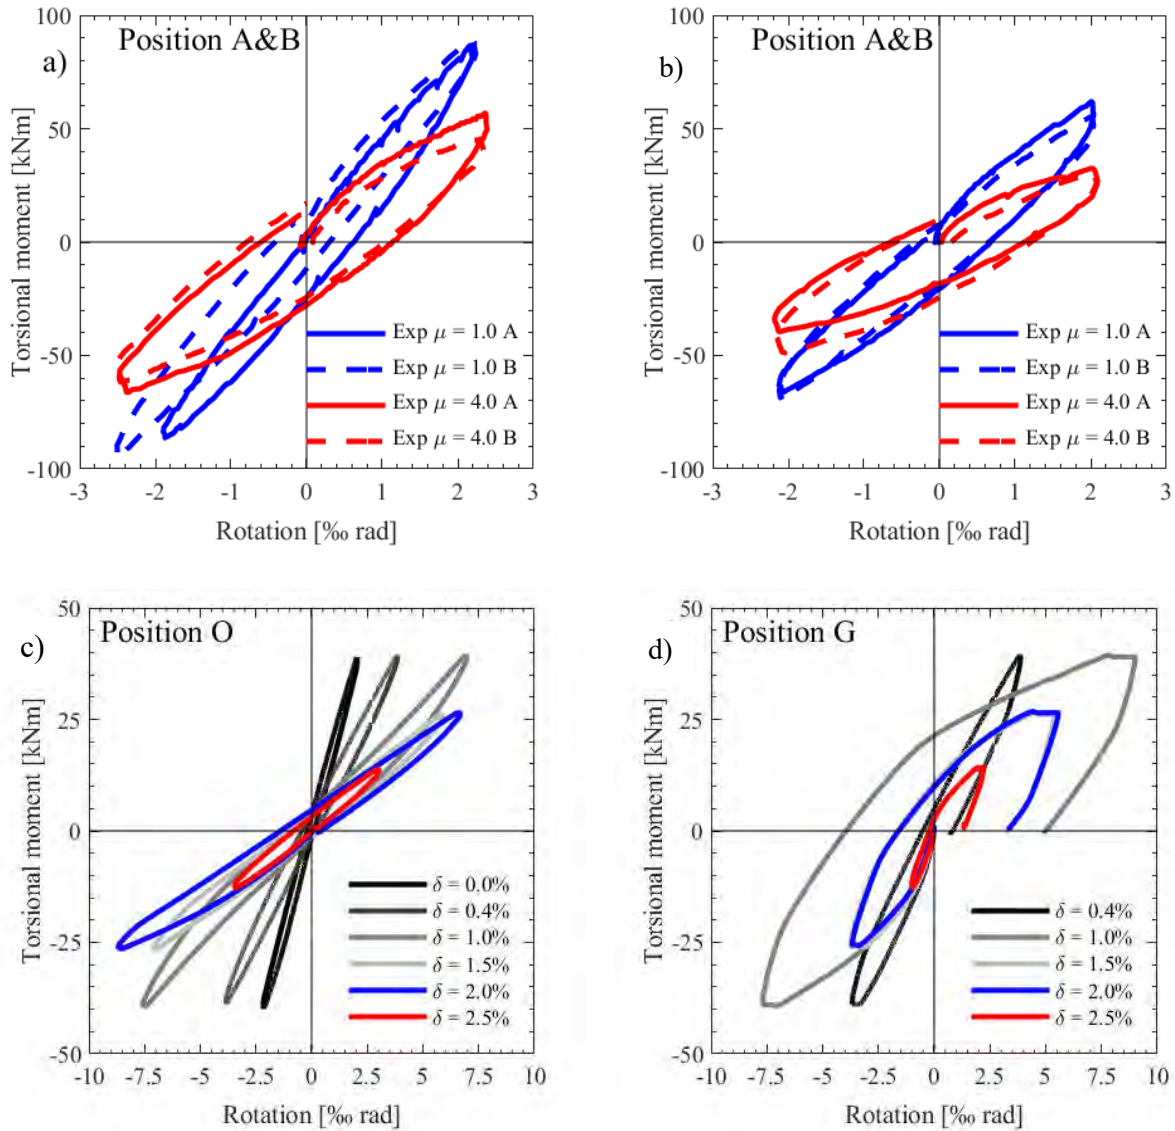 a)
Position A&B
Torsional moment [kNm]
100
50
0
-50
-100
-3 -2 -1 0 1 2 3
Rotation [‰ rad]
Exp μ = 1.0 A
Exp μ = 1.0 B
Exp μ = 4.0 A
Exp μ = 4.0 B
b)
Position A&B
Torsional moment [kNm]
100
50
0
-50
-100
-3 -2 -1 0 1 2 3
Rotation [‰ rad]
Exp μ = 1.0 A
Exp μ = 1.0 B
Exp μ = 4.0 A
Exp μ = 4.0 B
c)
Position O
Torsional moment [kNm]
50
25
0
-25
-50
-10 -7.5 -5 -2.5 0 2.5 5 7.5 10
Rotation [‰ rad]
δ = 0.0%
δ = 0.4%
δ = 1.0%
δ = 1.5%
δ = 2.0%
δ = 2.5%
d)
Position G
Torsional moment [kNm]
50
25
0
-25
-50
-10 -7.5 -5 -2.5 0 2.5 5 7.5 10
Rotation [‰ rad]
δ = 0.4%
δ = 1.0%
δ = 1.5%
δ = 2.0%
δ = 2.5%